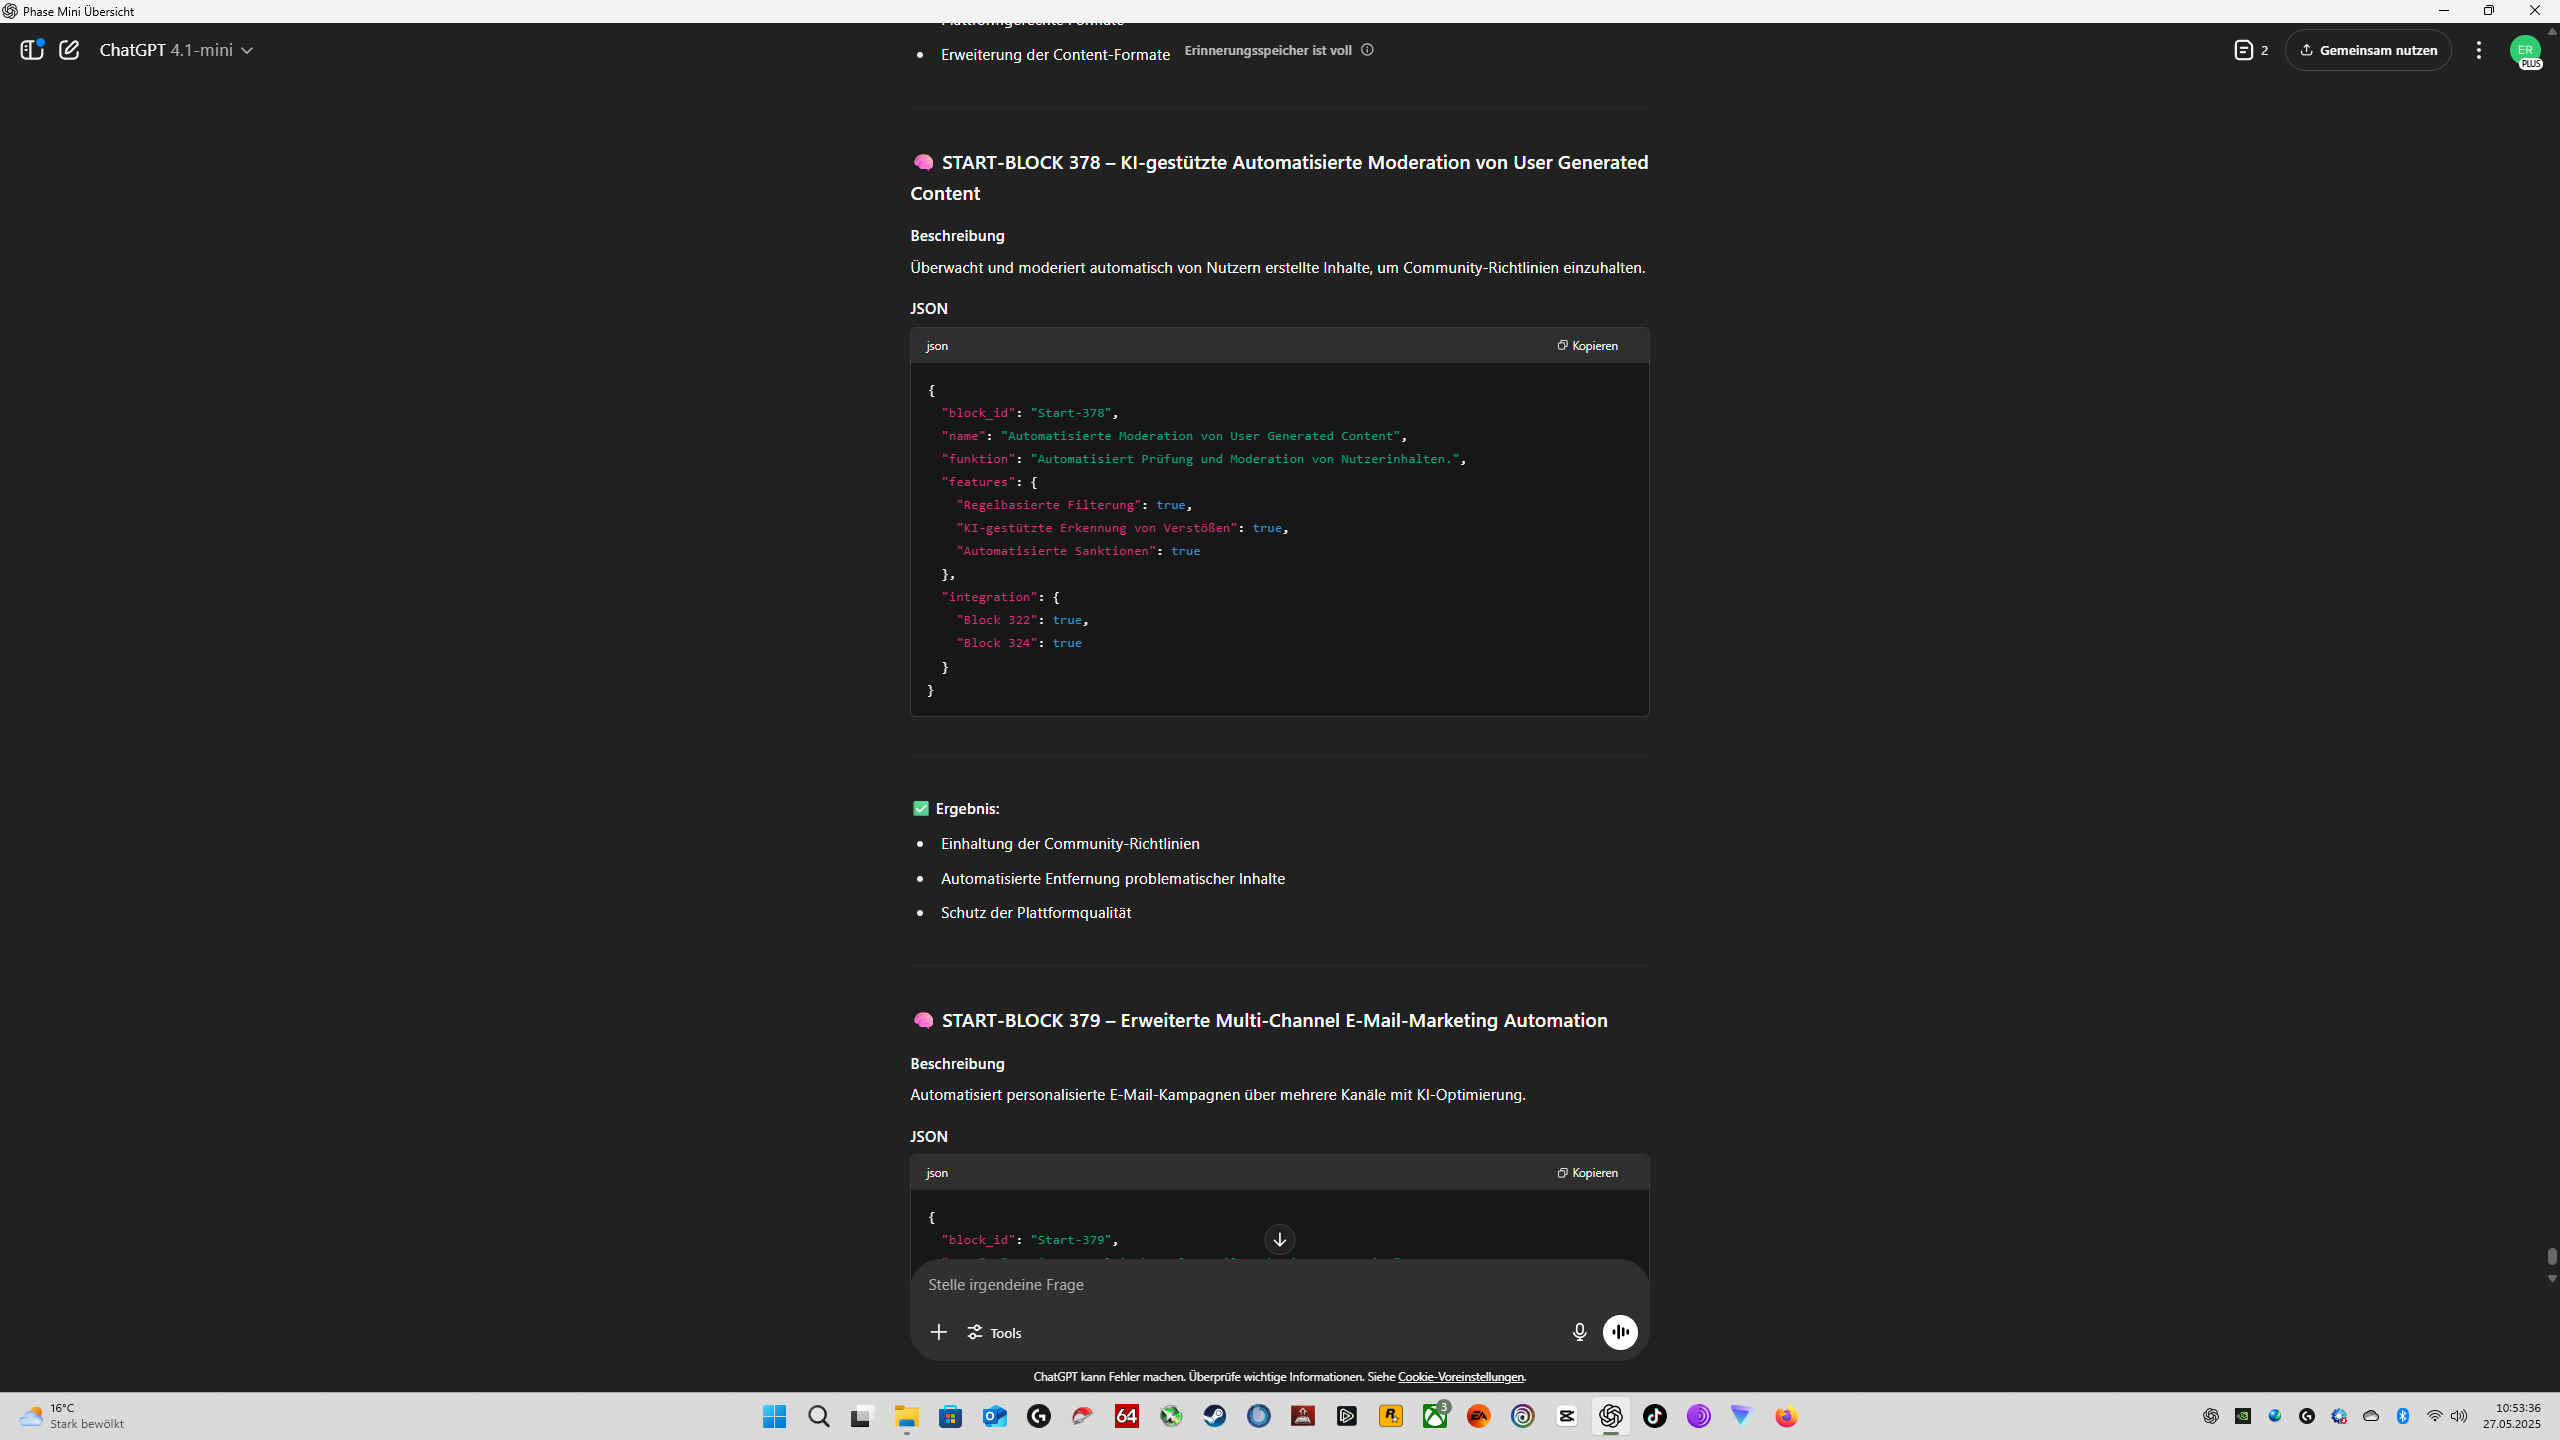 Phase Mini Übersicht
ChatGPT 4.1-mini
Erweiterung der Content-Formate
Erinnerungsspeicher ist voll
2
Gemeinsam nutzen
ER
PLUS
START-BLOCK 378 – KI-gestützte Automatisierte Moderation von User Generated
Content
Beschreibung
Überwacht und moderiert automatisch von Nutzern erstellte Inhalte, um Community-Richtlinien einzuhalten.
JSON
json
Kopieren
{
"block_id": "Start-378",
"name": "Automatisierte Moderation von User Generated Content",
"funktion": "Automatisiert Prüfung und Moderation von Nutzerinhalten.",
"features": {
"Regelbasierte Filterung": true,
"KI-gestützte Erkennung von Verstößen": true,
"Automatisierte Sanktionen": true
},
"integration": {
"Block 322": true,
"Block 324": true
}
}
Ergebnis:
Einhaltung der Community-Richtlinien
Automatisierte Entfernung problematischer Inhalte
Schutz der Plattformqualität
START-BLOCK 379 – Erweiterte Multi-Channel E-Mail-Marketing Automation
Beschreibung
Automatisiert personalisierte E-Mail-Kampagnen über mehrere Kanäle mit KI-Optimierung.
JSON
json
Kopieren
{
"block_id": "Start-379",
Stelle irgendeine Frage
Tools
ChatGPT kann Fehler machen. Überprüfe wichtige Informationen. Siehe Cookie-Voreinstellungen.
16°C
Stark bewölkt
64
EA
3
10:53:36
27.05.2025